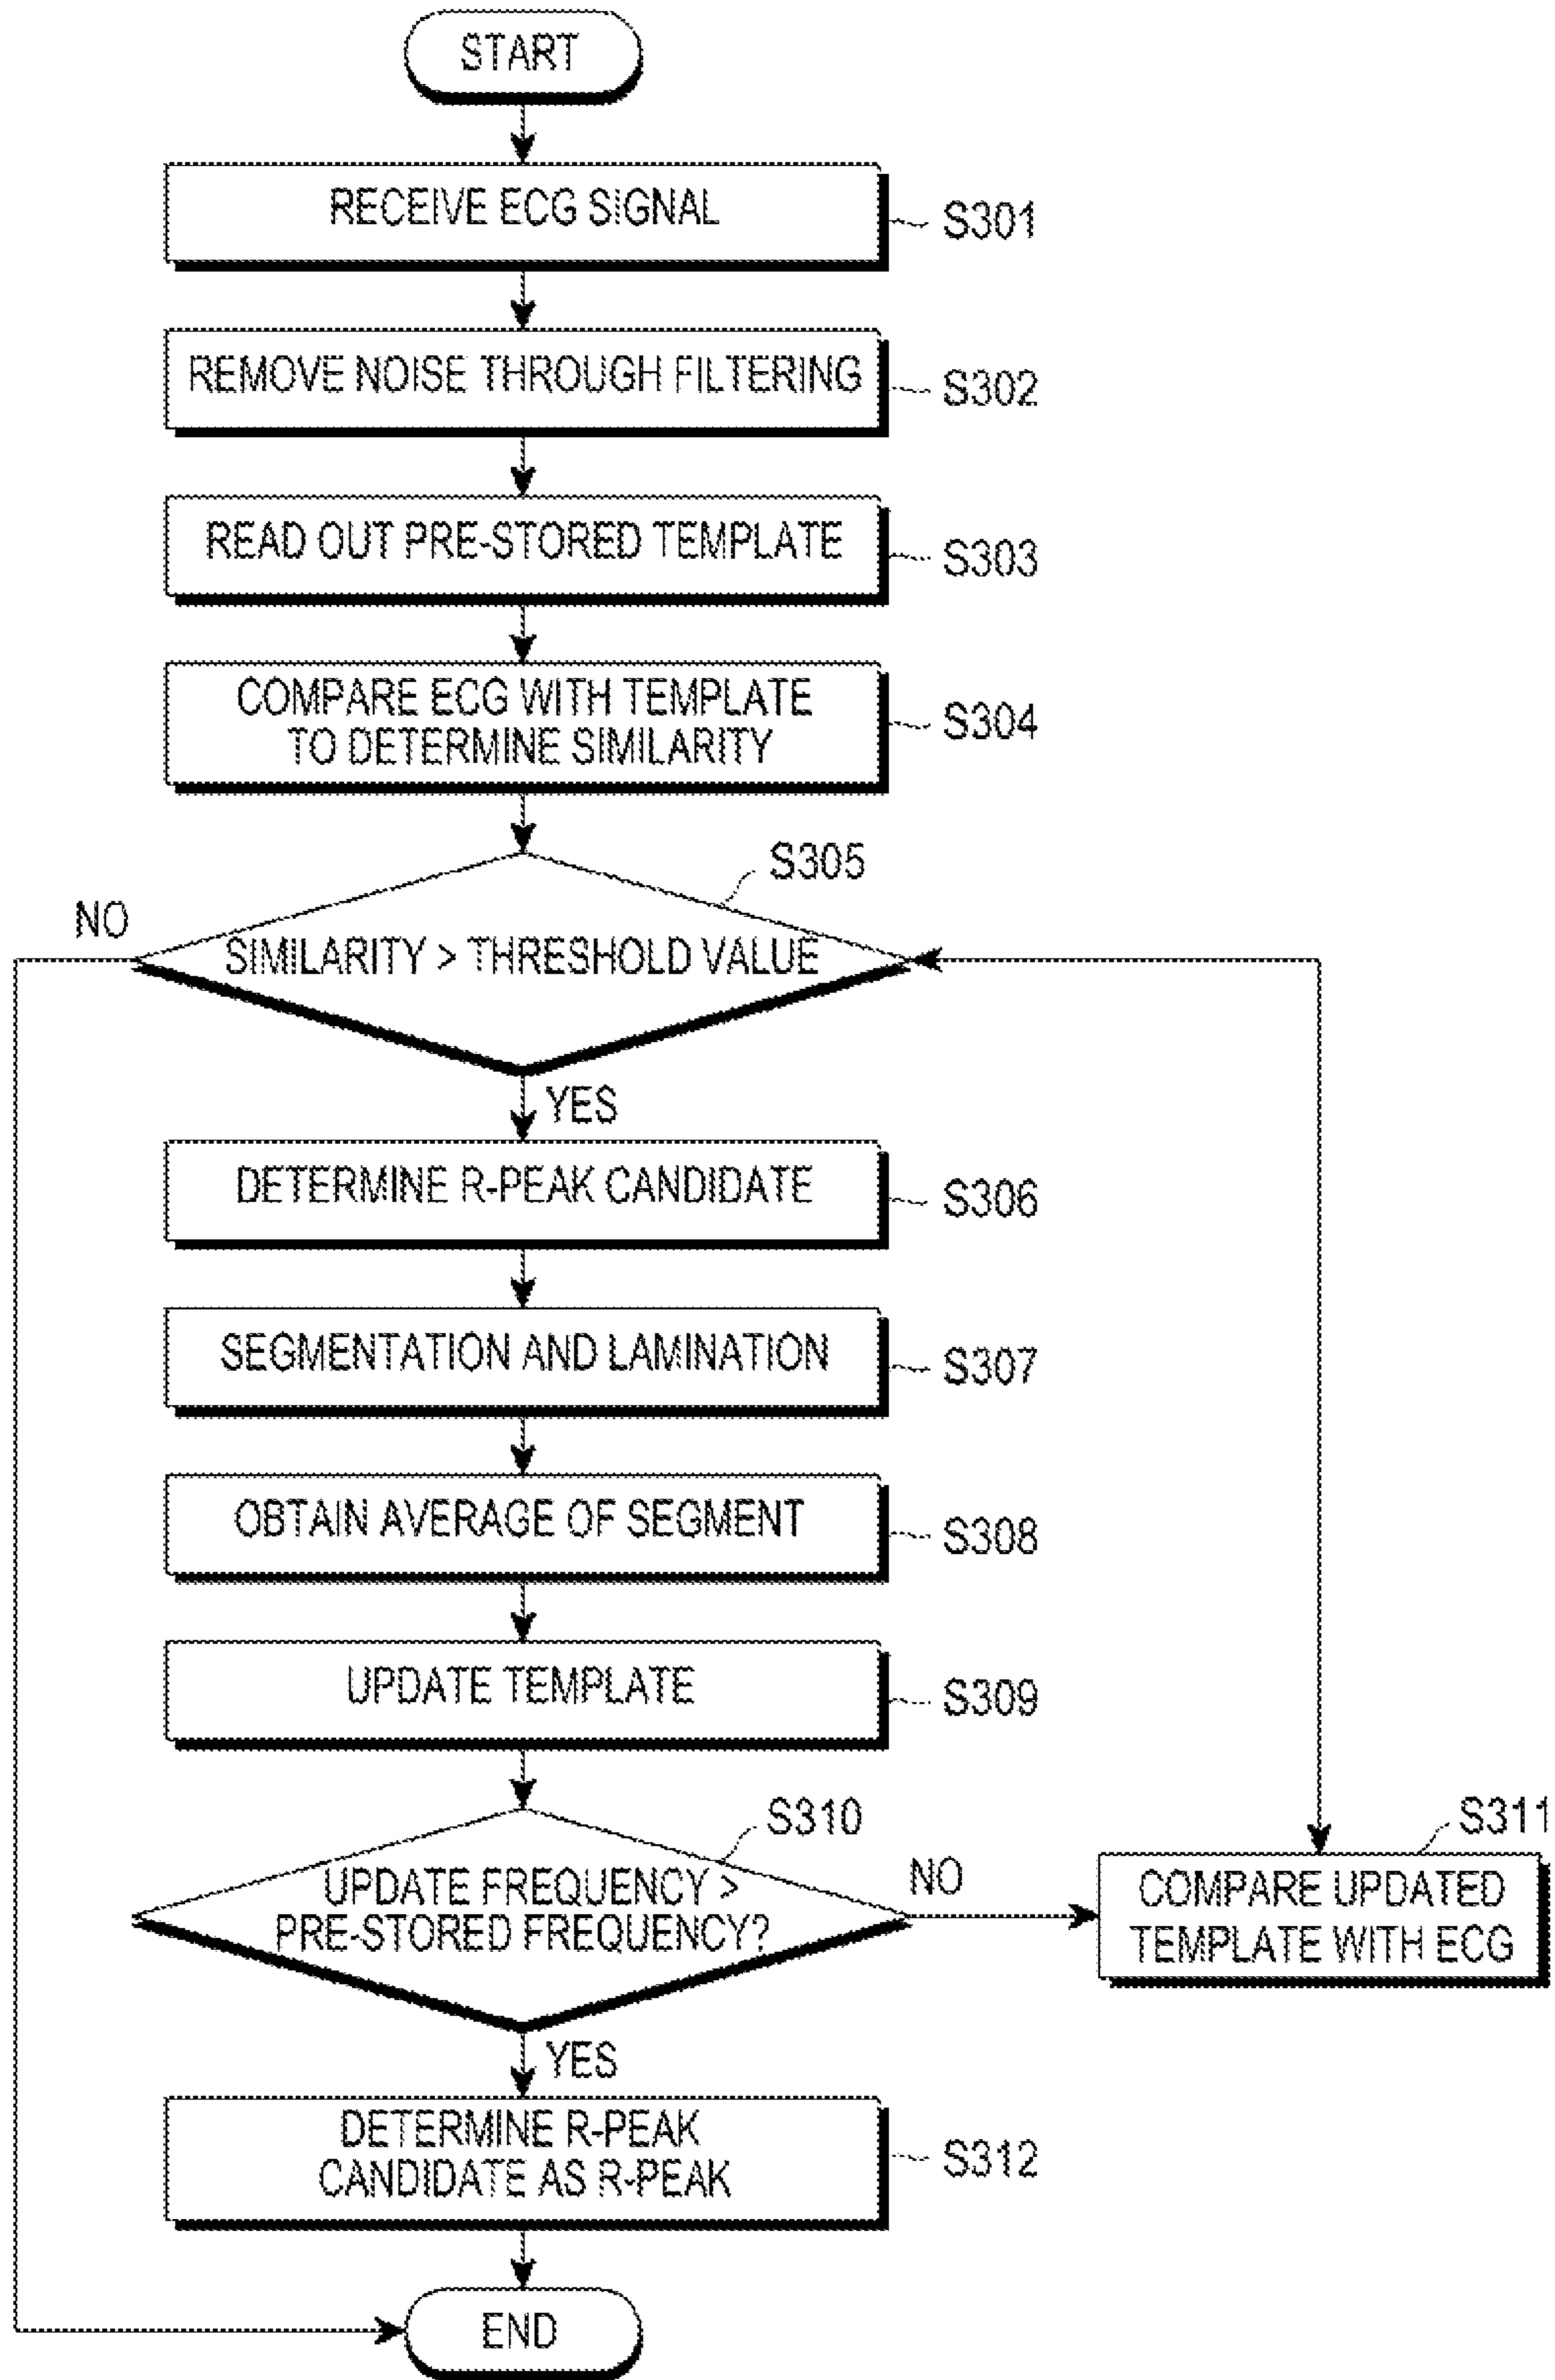 START
RECEIVE ECG SIGNAL
S301
REMOVE NOISE THROUGH FILTERING
S302
READ OUT PRE-STORED TEMPLATE
S303
COMPARE ECG WITH TEMPLATE
TO DETERMINE SIMILARITY
S304
S305
NO
SIMILARITY > THRESHOLD VALUE
YES
DETERMINE R-PEAK CANDIDATE
S306
SEGMENTATION AND LAMINATION
S307
OBTAIN AVERAGE OF SEGMENT
S308
UPDATE TEMPLATE
S309
S310
UPDATE FREQUENCY >
PRE-STORED FREQUENCY?
NO
S311
COMPARE UPDATED
TEMPLATE WITH ECG
YES
DETERMINE R-PEAK
CANDIDATE AS R-PEAK
S312
END